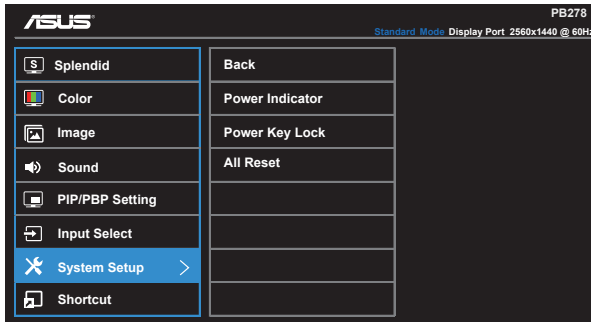 ASUS
PB278
Standard Mode Display Port 2560x1440 @ 60Hz
S Splendid
Color
Image
Sound
PIP/PBP Setting
Input Select
System Setup >
Shortcut
Back
Power Indicator
Power Key Lock
All Reset